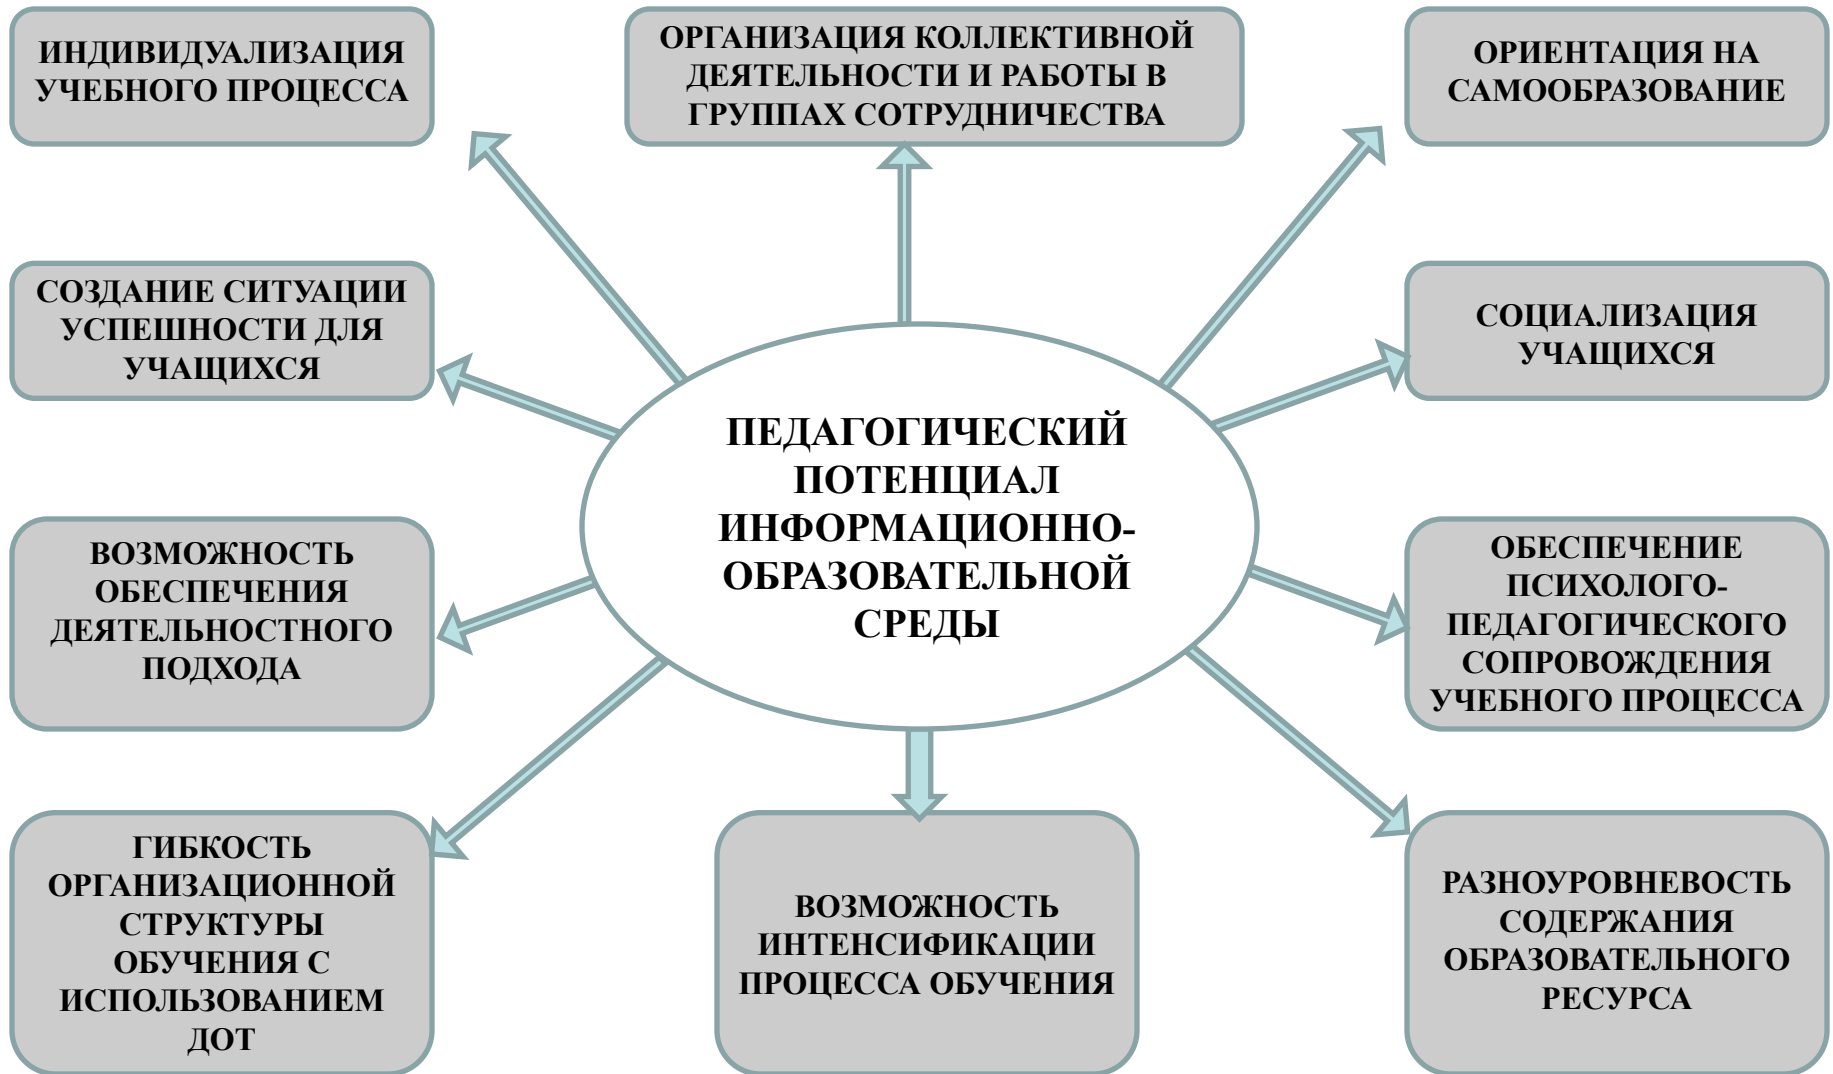 ИНДИВИДУАЛИЗАЦИЯ
УЧЕБНОГО ПРОЦЕССА
ОРГАНИЗАЦИЯ КОЛЛЕКТИВНОЙ
ДЕЯТЕЛЬНОСТИ И РАБОТЫ В
ГРУППАХ СОТРУДНИЧЕСТВА
ОРИЕНТАЦИЯ НА
САМООБРАЗОВАНИЕ
СОЗДАНИЕ СИТУАЦИИ
УСПЕШНОСТИ ДЛЯ
УЧАЩИХСЯ
СОЦИАЛИЗАЦИЯ
УЧАЩИХСЯ
ПЕДАГОГИЧЕСКИЙ
ПОТЕНЦИАЛ
ИНФОРМАЦИОННО-
ОБРАЗОВАТЕЛЬНОЙ
СРЕДЫ
ВОЗМОЖНОСТЬ
ОБЕСПЕЧЕНИЯ
ДЕЯТЕЛЬНОСТНОГО
ПОДХОДА
ОБЕСПЕЧЕНИЕ
ПСИХОЛОГО-
ПЕДАГОГИЧЕСКОГО
СОПРОВОЖДЕНИЯ
УЧЕБНОГО ПРОЦЕССА
ГИБКОСТЬ
ОРГАНИЗАЦИОННОЙ
СТРУКТУРЫ
ОБУЧЕНИЯ С
ИСПОЛЬЗОВАНИЕМ
ДОТ
ВОЗМОЖНОСТЬ
ИНТЕНСИФИКАЦИИ
ПРОЦЕССА ОБУЧЕНИЯ
РАЗНОУРОВНЕВОСТЬ
СОДЕРЖАНИЯ
ОБРАЗОВАТЕЛЬНОГО
РЕСУРСА